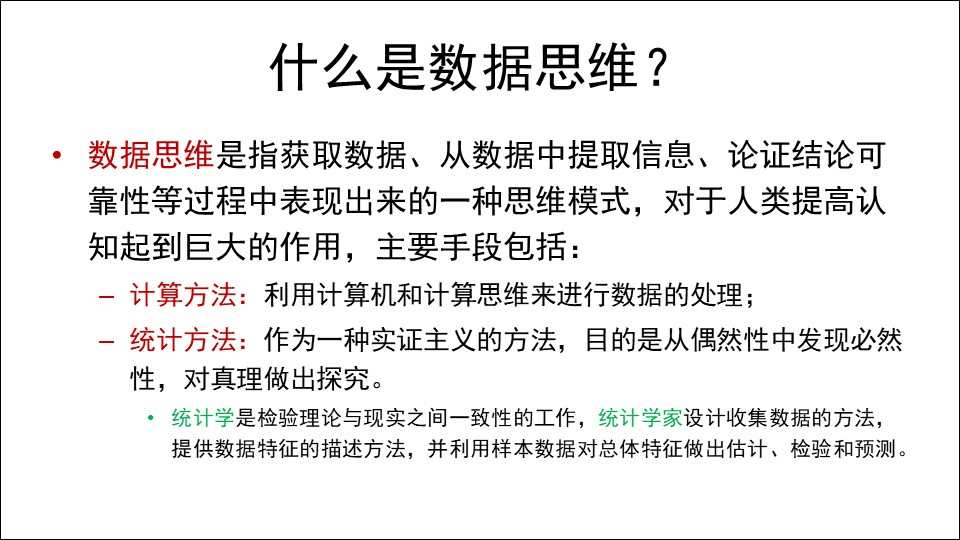 什么是数据思维？
• 数据思维是指获取数据、从数据中提取信息、论证结论可
靠性等过程中表现出来的一种思维模式，对于人类提高认
知起到巨大的作用，主要手段包括：
– 计算方法：利用计算机和计算思维来进行数据的处理；
– 统计方法：作为一种实证主义的方法，目的是从偶然性中发现必然
性，对真理做出探究。
• 统计学是检验理论与现实之间一致性的工作，统计学家设计收集数据的方法，
提供数据特征的描述方法，并利用样本数据对总体特征做出估计、检验和预测。